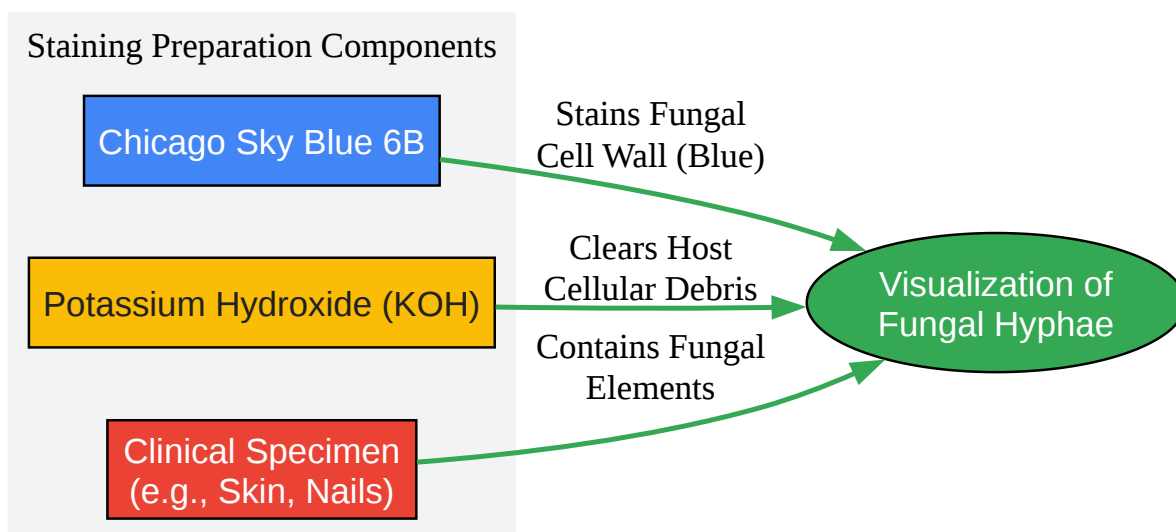 Staining Preparation Components
Chicago Sky Blue 6B
Stains Fungal
Cell Wall (Blue)
Potassium Hydroxide (KOH)
Clears Host
Cellular Debris
Clinical Specimen
(e.g., Skin, Nails)
Contains Fungal
Elements
Visualization of
Fungal Hyphae